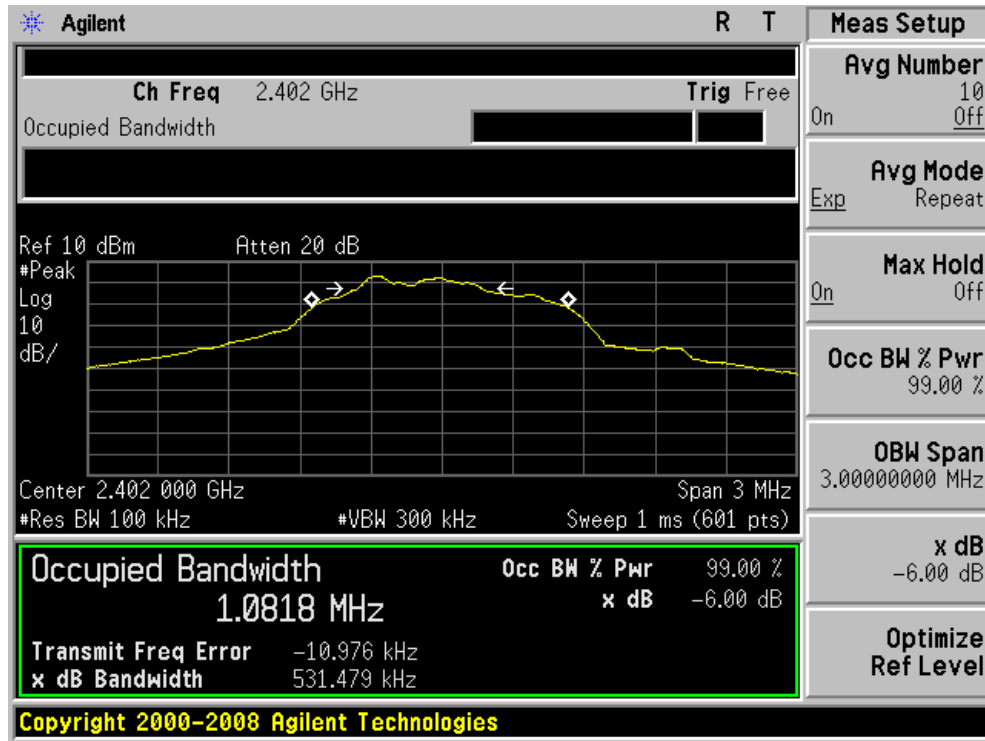 Agilent R T
Ch Freq 2.402 GHz Trig Free
Occupied Bandwidth
Ref 10 dBm Atten 20 dB
#Peak
Log
10
dB/
Center 2.402 000 GHz Span 3 MHz
#Res BW 100 kHz #VBW 300 kHz Sweep 1 ms (601 pts)
Occupied Bandwidth Occ BW % Pwr 99.00 %
1.0818 MHz x dB -6.00 dB
Transmit Freq Error -10.976 kHz
x dB Bandwidth 531.479 kHz
Copyright 2000-2008 Agilent Technologies
Meas Setup
Avg Number
10
On Off
Avg Mode
Exp Repeat
Max Hold
On Off
Occ BW % Pwr
99.00 %
OBW Span
3.00000000 MHz
x dB
-6.00 dB
Optimize
Ref Level